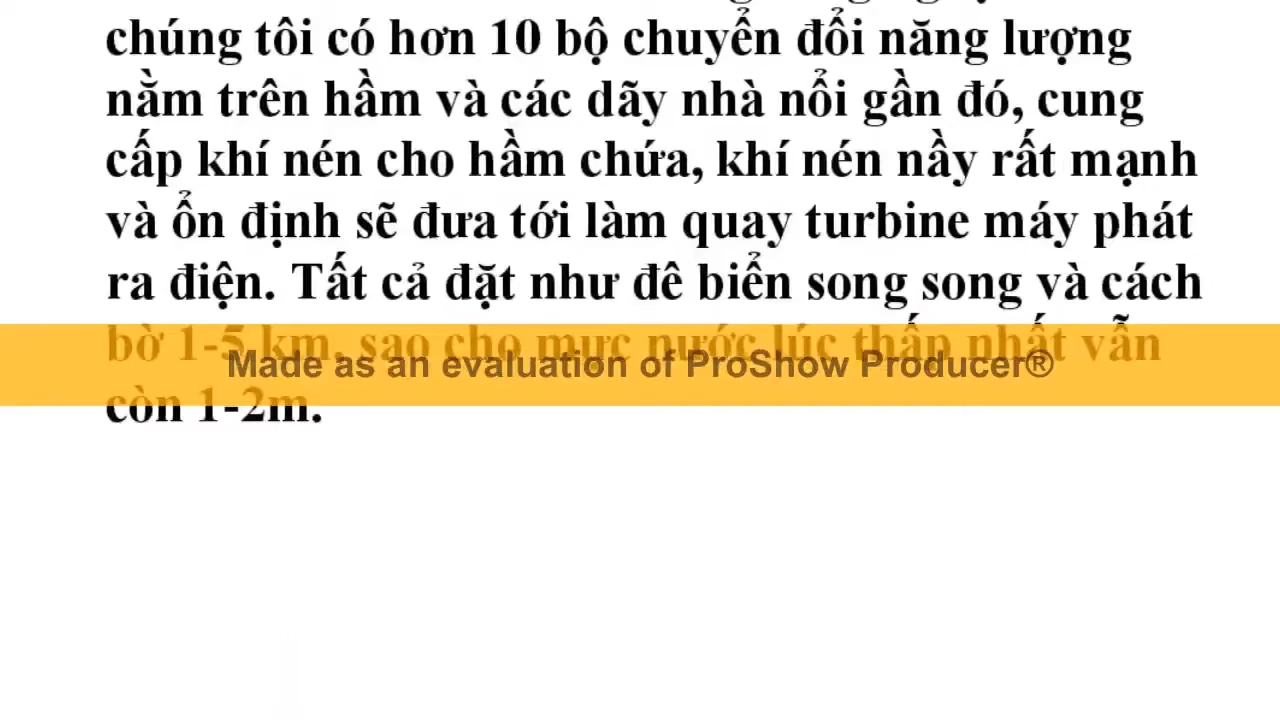 chúng tôi có hơn 10 bộ chuyển đổi năng lượng
nằm trên hầm và các dãy nhà nổi gần đó, cung
cấp khí nén cho hầm chứa, khí nén nầy rất mạnh
và ổn định sẽ đưa tới làm quay turbine máy phát
ra điện. Tất cả đặt như đê biển song song và cách
bờ 1-5 km, sao cho mực nước lúc thấp nhất vẫn
Made as an evaluation of ProShow Producer®
còn 1-2m.